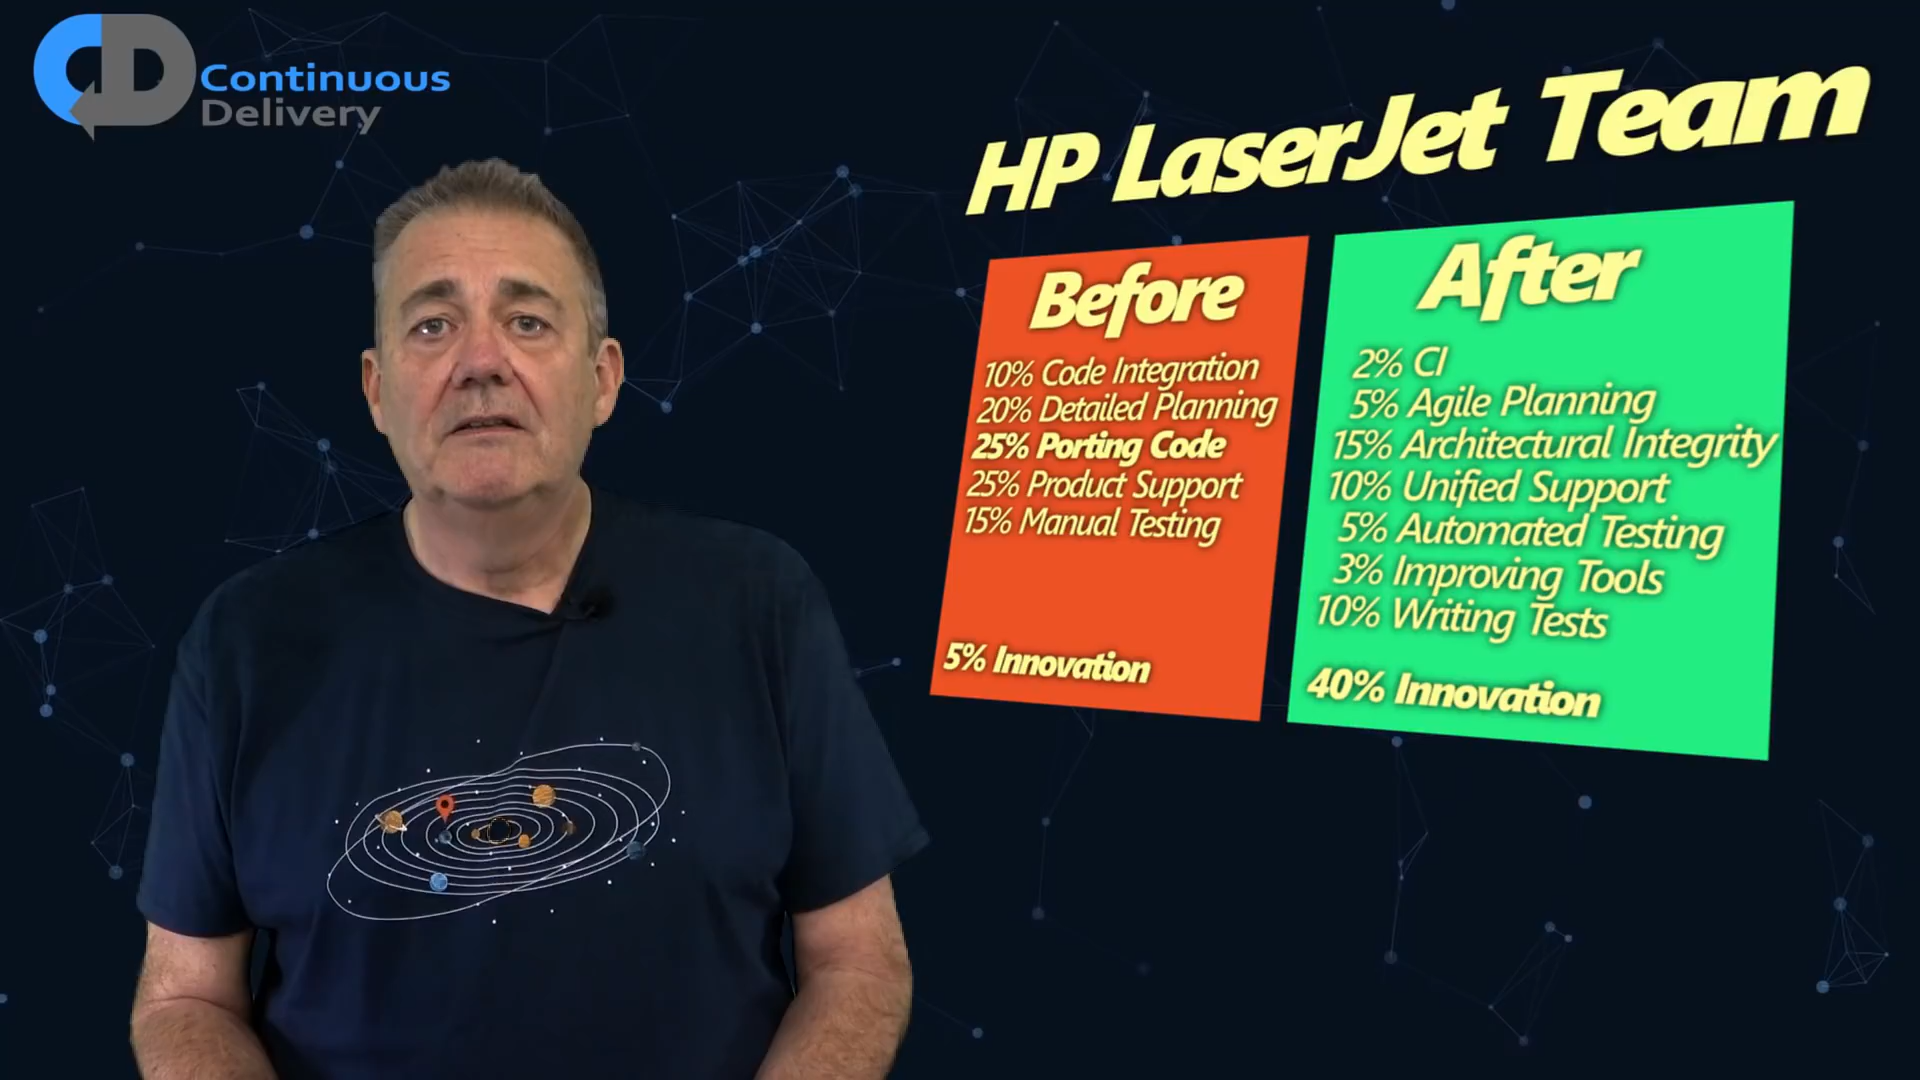 Continuous
Delivery
HP LaserJet Team
Before
10% Code Integration
20% Detailed Planning
25% Porting Code
25% Product Support
15% Manual Testing
5% Innovation
After
2% CI
5% Agile Planning
15% Architectural Integrity
10% Unified Support
5% Automated Testing
3% Improving Tools
10% Writing Tests
40% Innovation